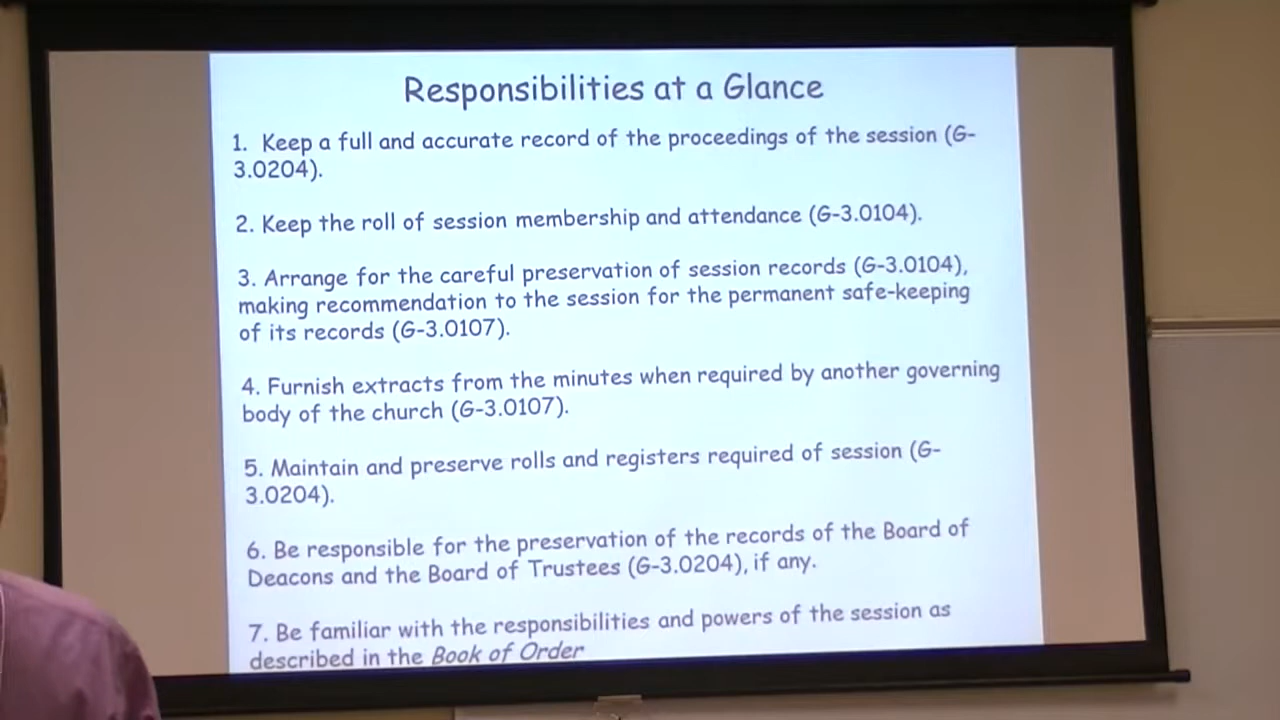 Responsibilities at a Glance
1. Keep a full and accurate record of the proceedings of the session (G-
3.0204).
2. Keep the roll of session membership and attendance (G-3.0104).
3. Arrange for the careful preservation of session records (G-3.0104),
making recommendation to the session for the permanent safe-keeping
of its records (G-3.0107).
4. Furnish extracts from the minutes when required by another governing
body of the church (G-3.0107).
5. Maintain and preserve rolls and registers required of session (G-
3.0204).
6. Be responsible for the preservation of the records of the Board of
Deacons and the Board of Trustees (G-3.0204), if any.
7. Be familiar with the responsibilities and powers of the session as
described in the Book of Order